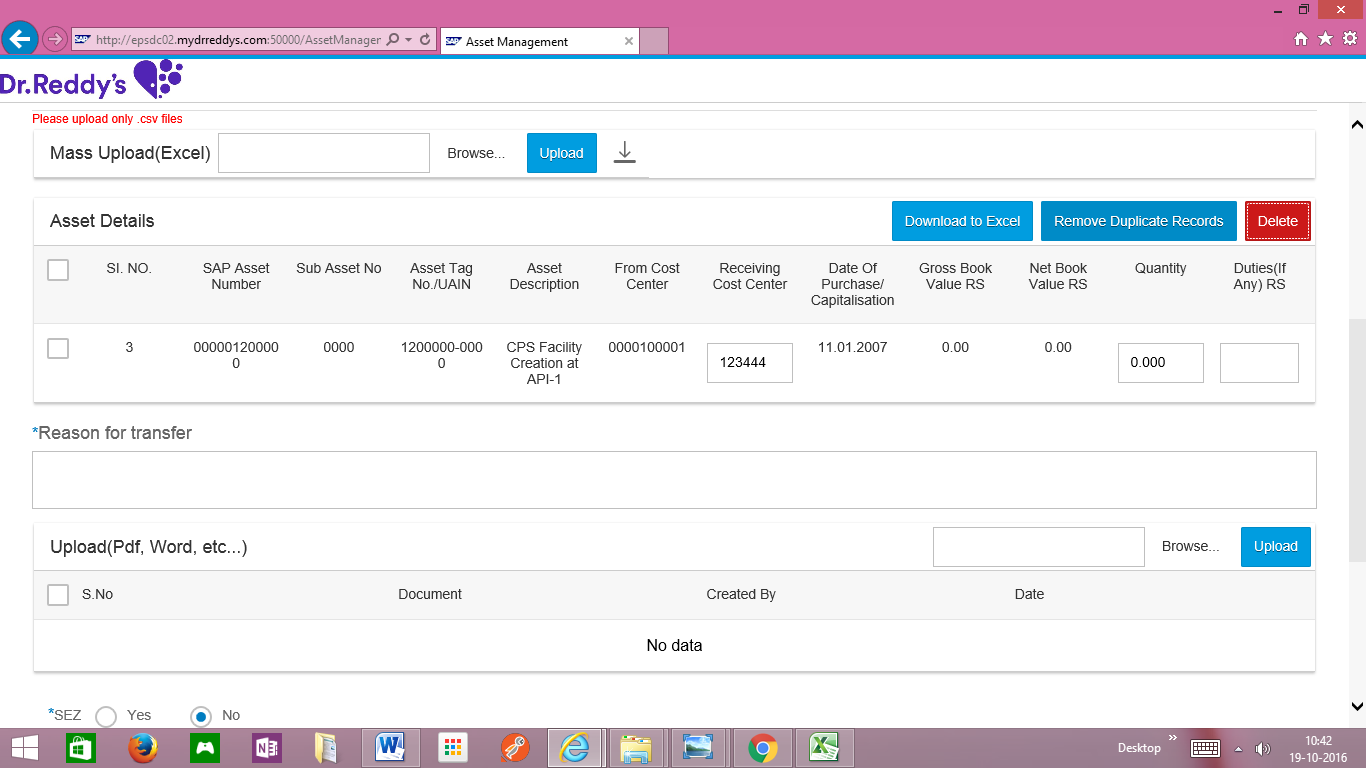 http://epsdc02.mydrreddys.com:50000/AssetManager
Asset Management
Dr.Reddy's
Please upload only .csv files
Mass Upload(Excel) Browse... Upload
Asset Details Download to Excel Remove Duplicate Records Delete
SI. NO. SAP Asset Number Sub Asset No Asset Tag No./UAIN Asset Description From Cost Center Receiving Cost Center Date Of Purchase/ Capitalisation Gross Book Value RS Net Book Value RS Quantity Duties(If Any) RS
3 00000120000 0 0000 1200000-000 0 CPS Facility Creation at API-1 0000100001 123444 11.01.2007 0.00 0.00 0.000
*Reason for transfer
Upload(Pdf, Word, etc...) Browse... Upload
S.No Document Created By Date
No data
*SEZ Yes No
Desktop
10:42
19-10-2016